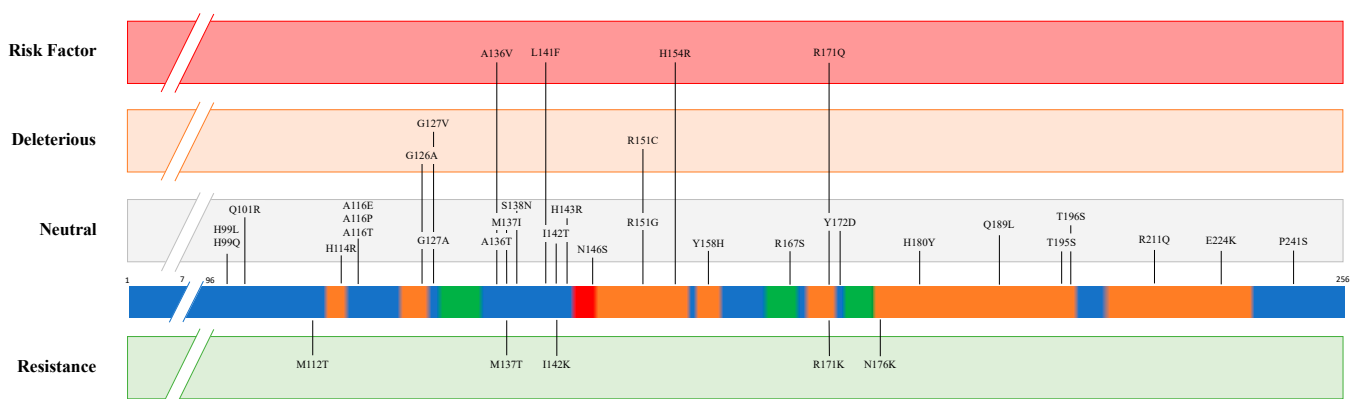 Risk Factor
A136V
L141F
H154R
R171Q
Deleterious
G127V
G126A
R151C
Neutral
H99L
H99Q
Q101R
H114R
A116E
A116P
A116T
G127A
S138N
M137I
A136T
H143R
I142T
N146S
R151G
Y158H
R167S
Y172D
H180Y
Q189L
T196S
T195S
R211Q
E224K
P241S
1
7
96
256
Resistance
M112T
M137T
I142K
R171K
N176K